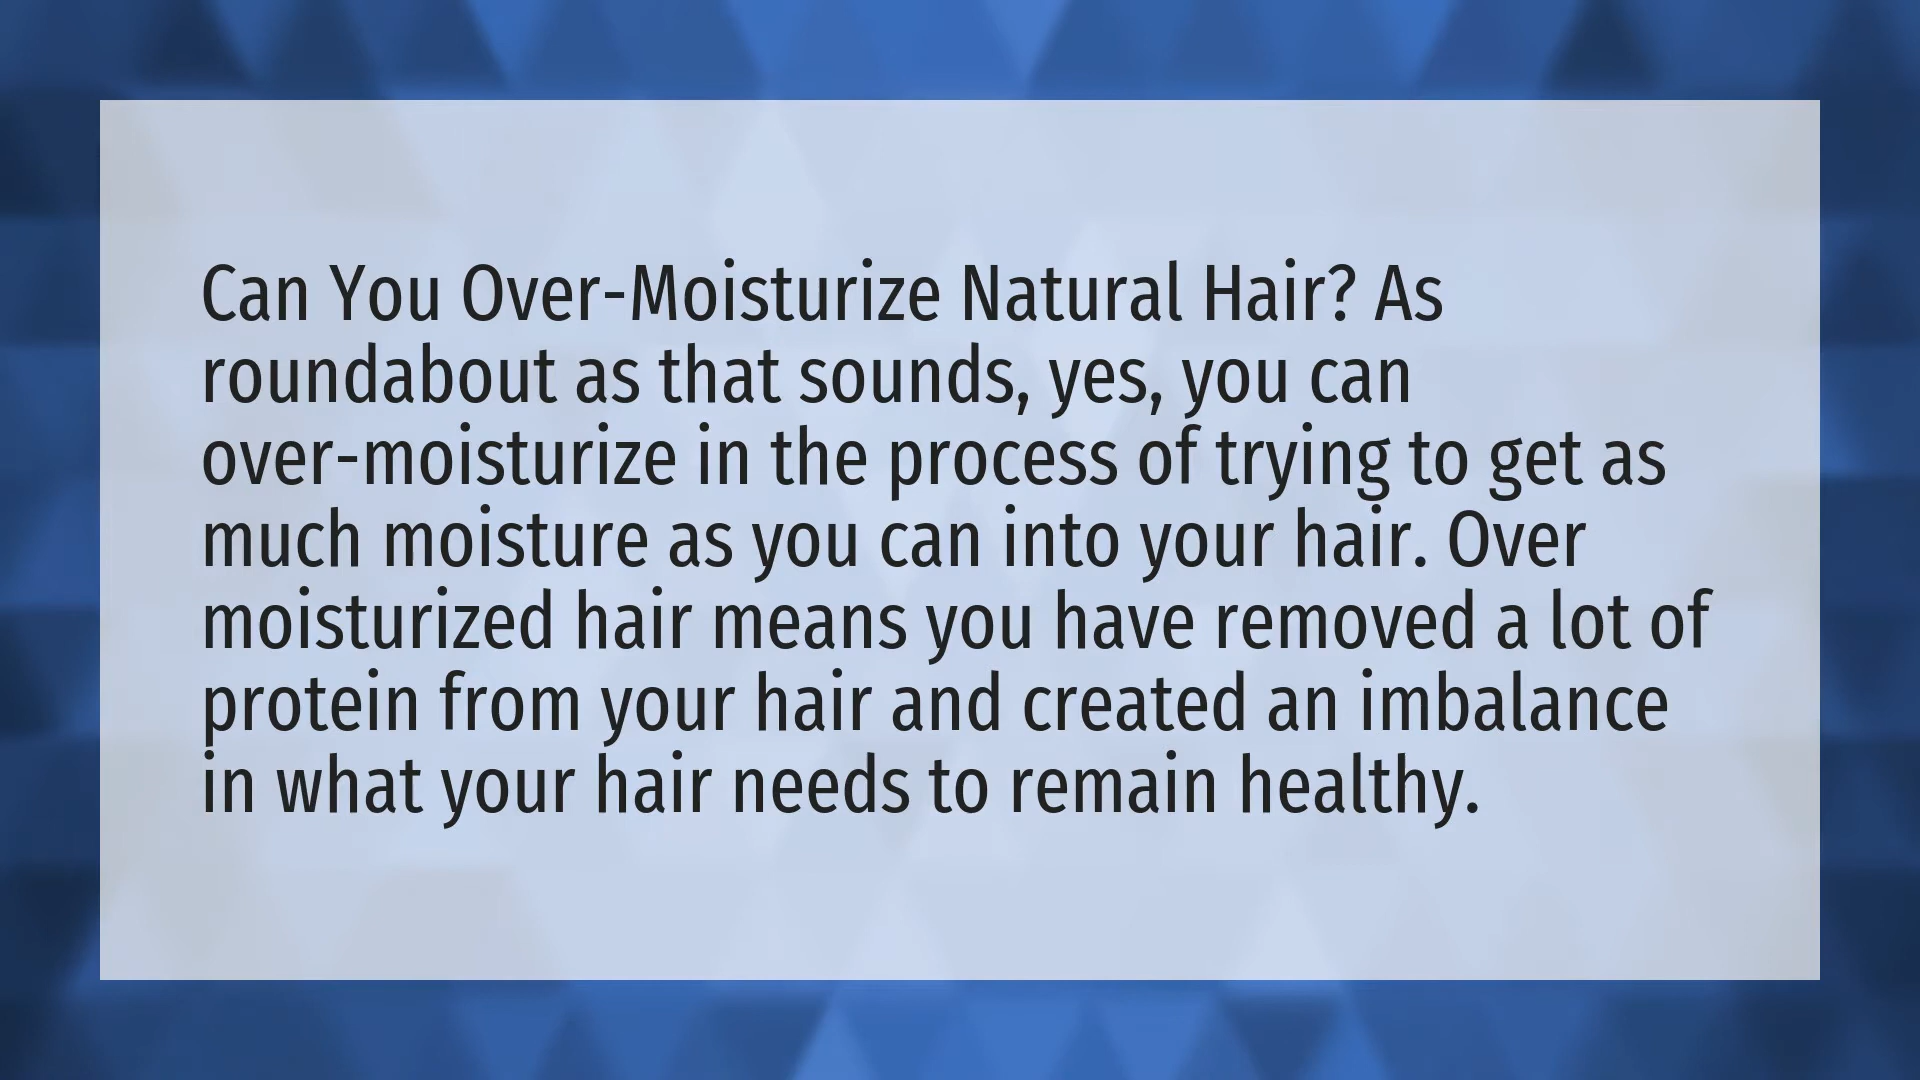 Can You Over-Moisturize Natural Hair? As
roundabout as that sounds, yes, you can
over-moisturize in the process of trying to get as
much moisture as you can into your hair. Over
moisturized hair means you have removed a lot of
protein from your hair and created an imbalance
in what your hair needs to remain healthy.